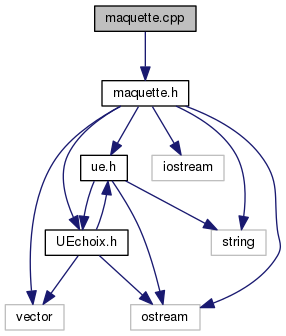 maquette.cpp
maquette.h
ue.h
iostream
UEchoix.h
string
vector
ostream